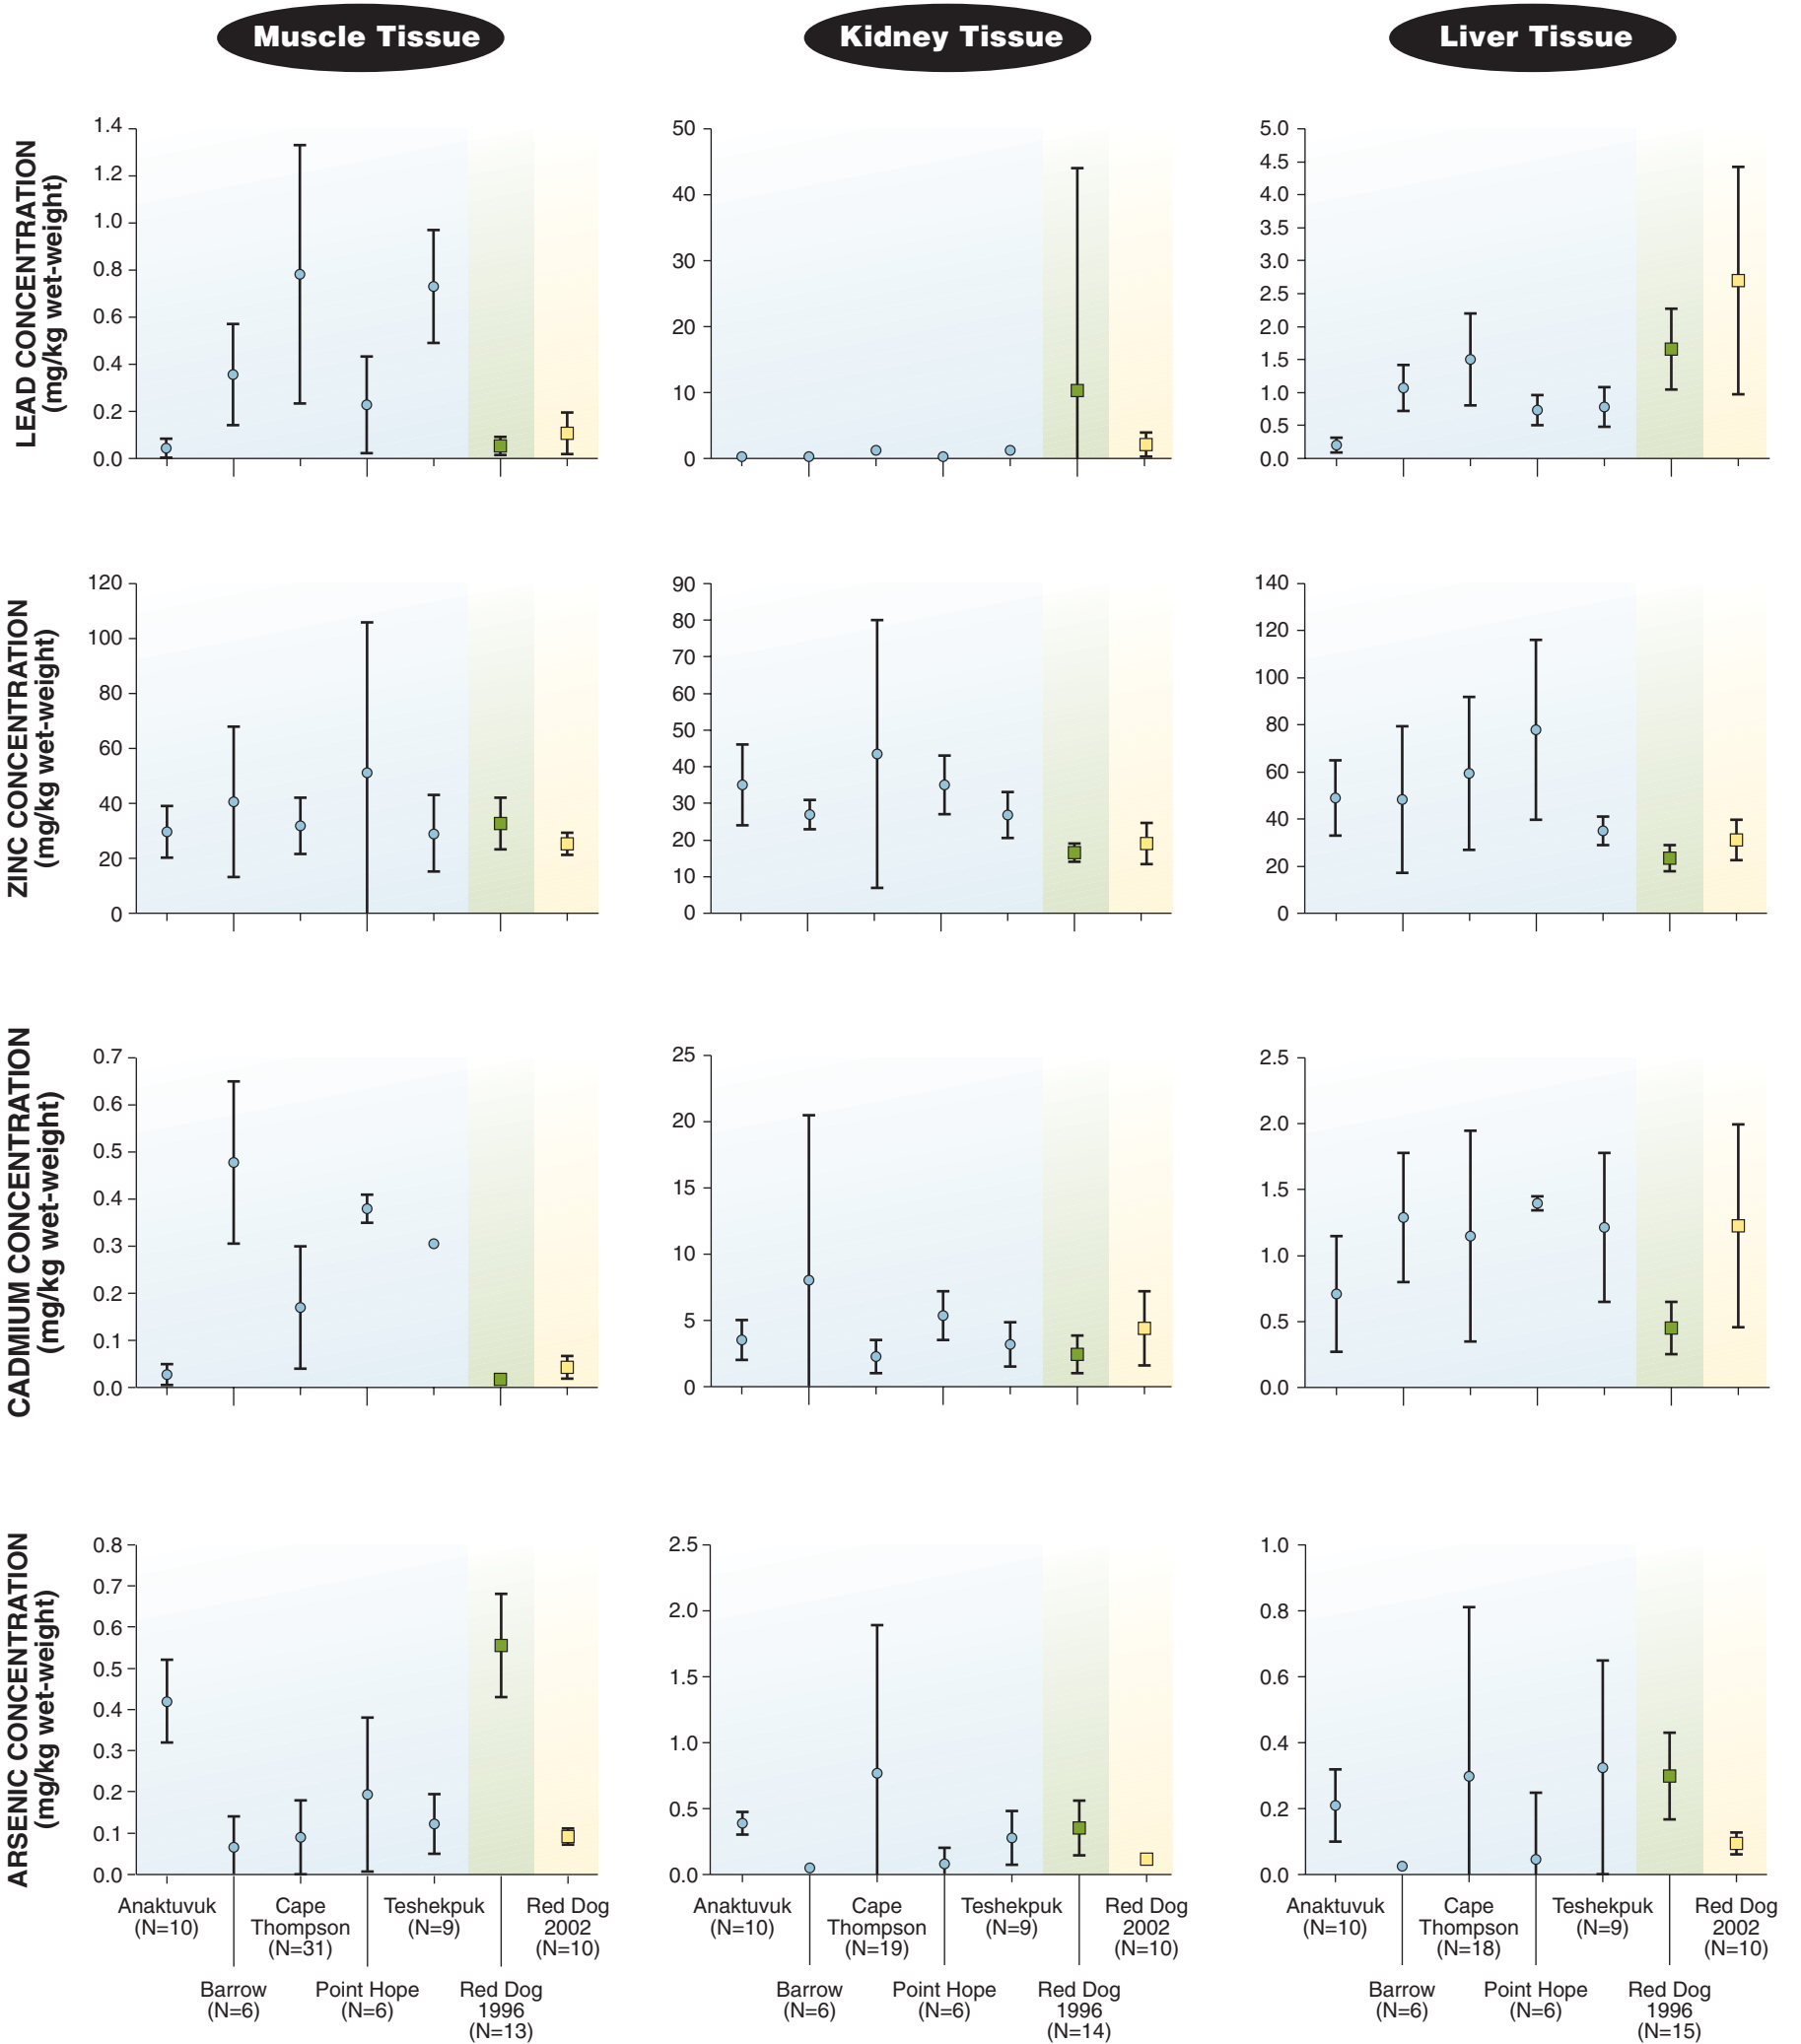 Muscle Tissue
Kidney Tissue
Liver Tissue
LEAD CONCENTRATION
(mg/kg wet-weight)
1.4
1.2
1.0
0.8
0.6
0.4
0.2
0.0
50
40
30
20
10
0
5.0
4.5
4.0
3.5
3.0
2.5
2.0
1.5
1.0
0.5
0.0
ZINC CONCENTRATION
(mg/kg wet-weight)
120
100
80
60
40
20
0
90
80
70
60
50
40
30
20
10
0
140
120
100
80
60
40
20
0
CADMIUM CONCENTRATION
(mg/kg wet-weight)
0.7
0.6
0.5
0.4
0.3
0.2
0.1
0.0
25
20
15
10
5
0
2.5
2.0
1.5
1.0
0.5
0.0
ARSENIC CONCENTRATION
(mg/kg wet-weight)
0.8
0.7
0.6
0.5
0.4
0.3
0.2
0.1
0.0
2.5
2.0
1.5
1.0
0.5
0.0
1.0
0.8
0.6
0.4
0.2
0.0
Anaktuvuk
(N=10)
Barrow
(N=6)
Cape
Thompson
(N=31)
Point Hope
(N=6)
Teshekpuk
(N=9)
Red Dog
1996
(N=13)
Red Dog
2002
(N=10)
Anaktuvuk
(N=10)
Barrow
(N=6)
Cape
Thompson
(N=19)
Point Hope
(N=6)
Teshekpuk
(N=9)
Red Dog
1996
(N=14)
Red Dog
2002
(N=10)
Anaktuvuk
(N=10)
Barrow
(N=6)
Cape
Thompson
(N=18)
Point Hope
(N=6)
Teshekpuk
(N=9)
Red Dog
1996
(N=15)
Red Dog
2002
(N=10)